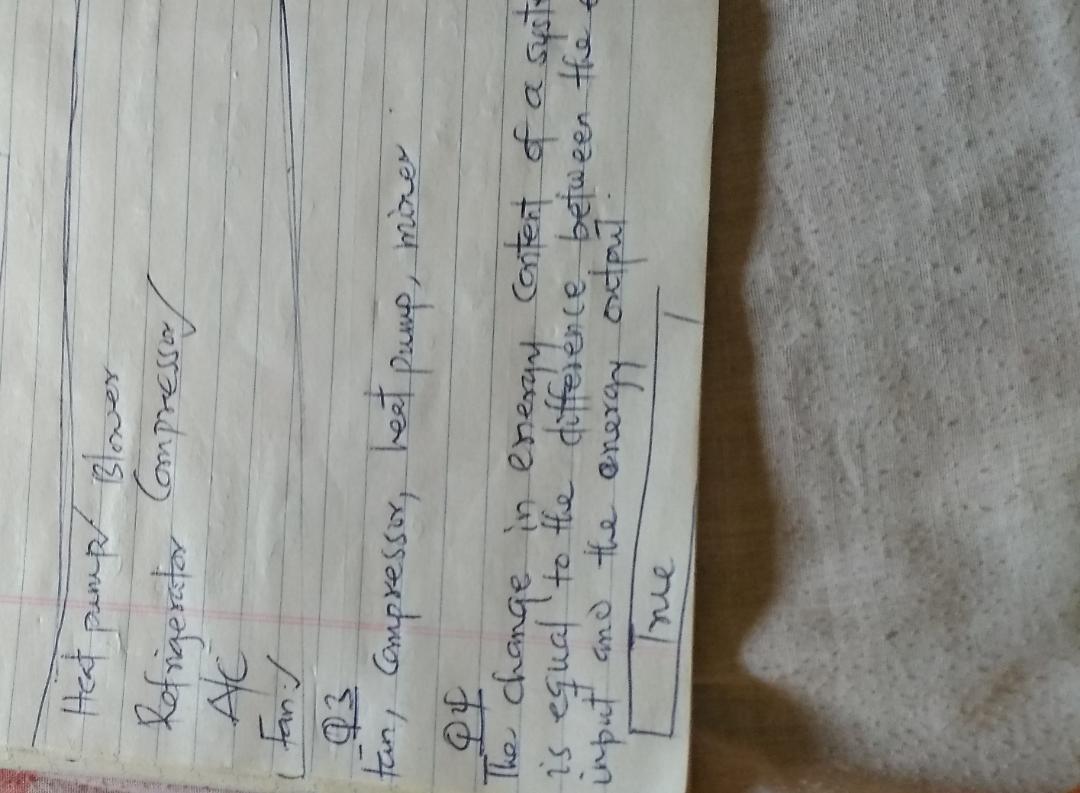 Heat pump✓ Blower
Refrigerator Compressor✓
A/C
Fan✓
Q3
fan, Compressor, heat pump, mixer.
Q4
The change in energy content of a syst
is equal to the difference between the e
input and the energy output.
True